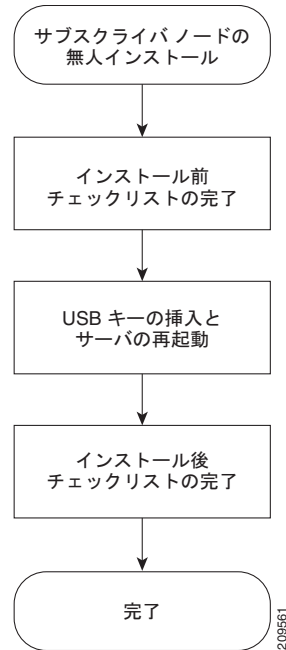 サブスクライバ ノードの
無人インストール
インストール前
チェックリストの完了
USB キーの挿入と
サーバの再起動
インストール後
チェックリストの完了
完了
209561